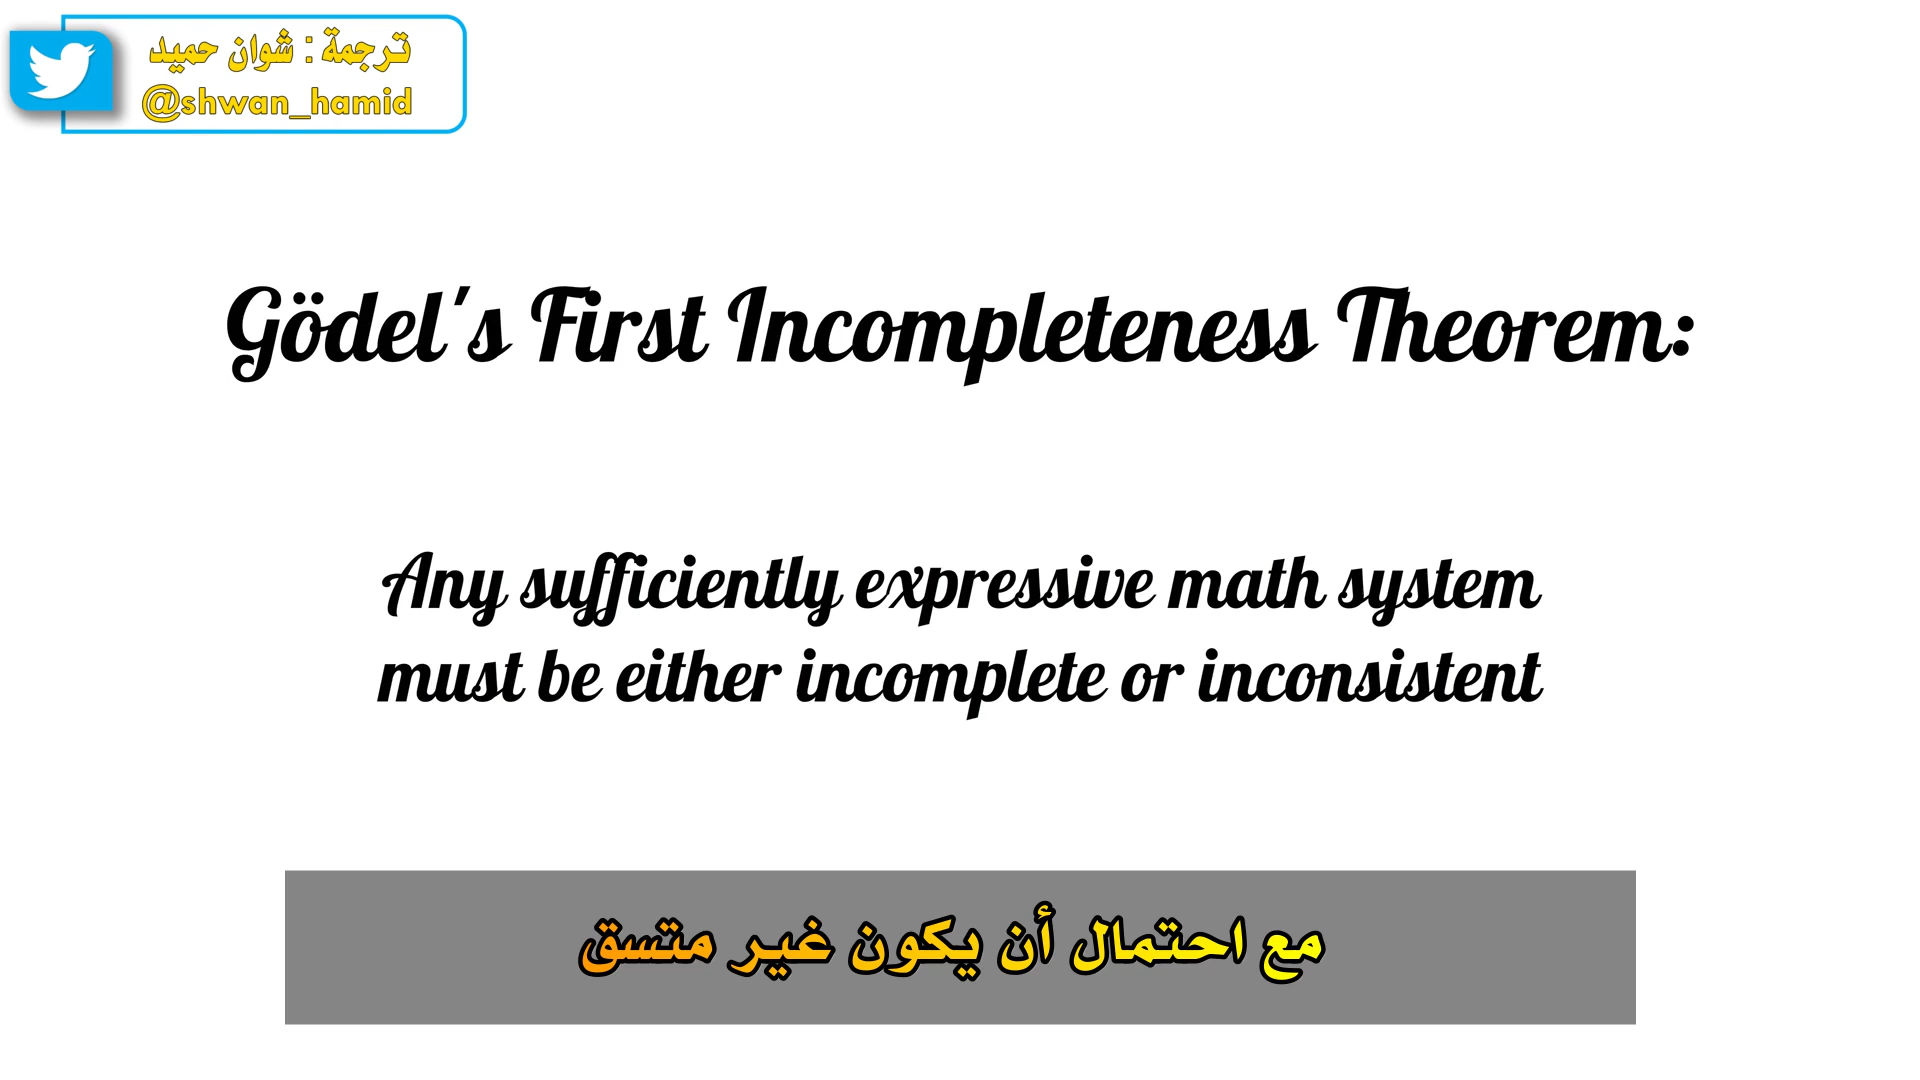 ترجمة : شوان حميد
@shwan_hamid
Gödel's First Incompleteness Theorem:
Any sufficiently expressive math system
must be either incomplete or inconsistent
مع احتمال أن يكون غير متسق